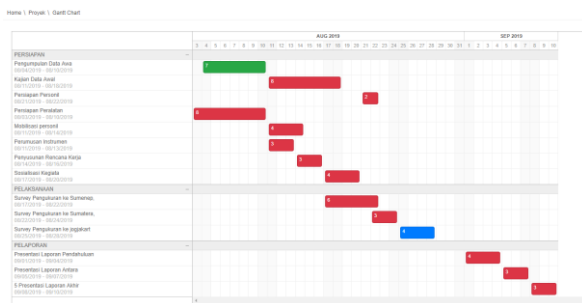 Home \ Proyek \ Gantt Chart
AUG 2019 SEP 2019
3 4 5 6 7 8 9 10 11 12 13 14 15 16 17 18 19 20 21 22 23 24 25 26 27 28 29 30 31 1 2 3 4 5 6 7 8 9 10
PERSIAPAN
Pengumpulan Data Awal
08/04/2019 - 08/10/2019
7
Kajian Data Awal
08/11/2019 - 08/18/2019
8
Persiapan Personil
08/21/2019 - 08/22/2019
2
Persiapan Peralatan
08/03/2019 - 08/10/2019
8
Mobilisasi personil
08/11/2019 - 08/14/2019
4
Perumusan Instrumen
08/11/2019 - 08/13/2019
3
Penyusunan Rencana Kerja
08/14/2019 - 08/16/2019
3
Sosialisasi Kegiata
08/17/2019 - 08/20/2019
4
PELAKSANAAN
Survey Pengukuran ke Sumenep,
08/17/2019 - 08/22/2019
6
Survey Pengukuran ke Sumatera,
08/22/2019 - 08/24/2019
3
Survey Pengukuran ke jogjakart
08/25/2019 - 08/28/2019
4
PELAPORAN
Presentasi Laporan Pendahuluan
09/01/2019 - 09/04/2019
4
Presentasi Laporan Antara
09/05/2019 - 09/07/2019
3
5 Presentasi Laporan Akhir
09/08/2019 - 09/10/2019
3